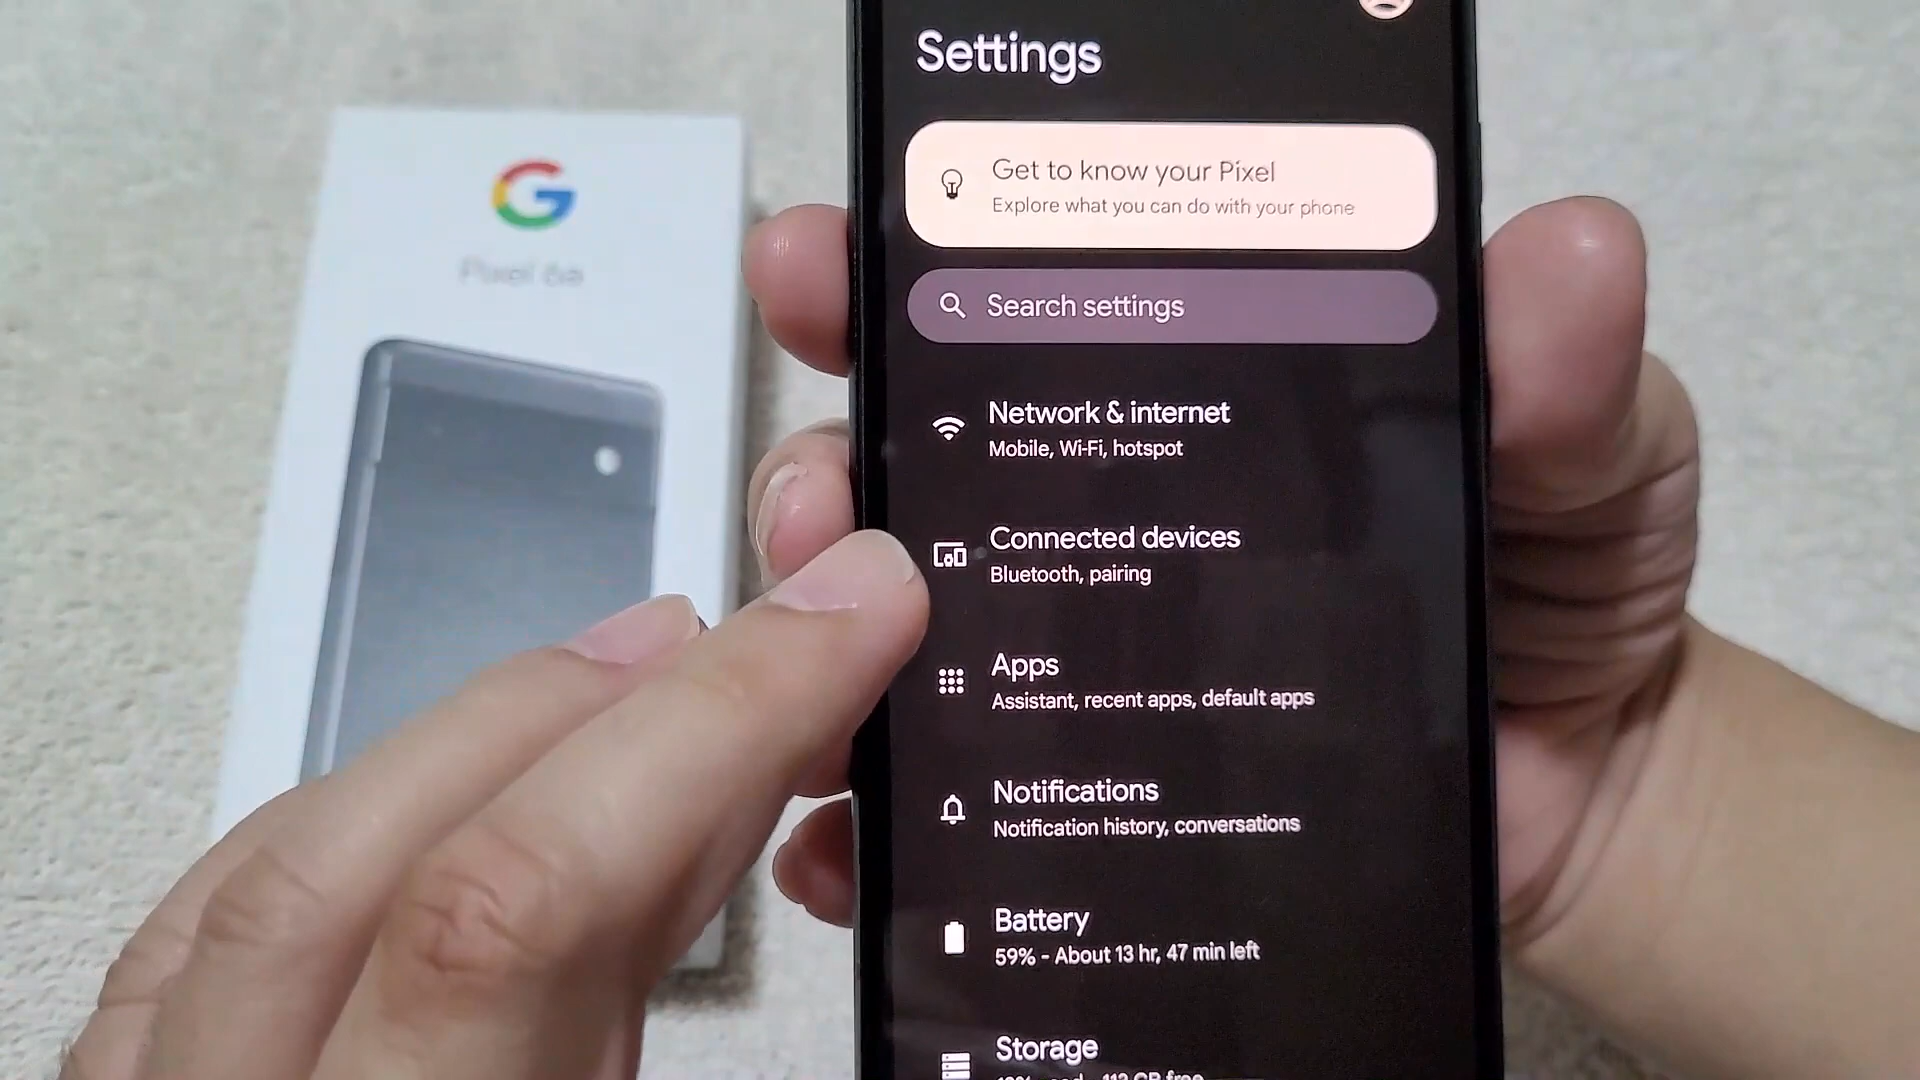 Settings
G
Pixel 6a
Get to know your Pixel
Explore what you can do with your phone
Search settings
Network & internet
Mobile, Wi-Fi, hotspot
Connected devices
Bluetooth, pairing
Apps
Assistant, recent apps, default apps
Notifications
Notification history, conversations
Battery
59% - About 13 hr, 47 min left
Storage